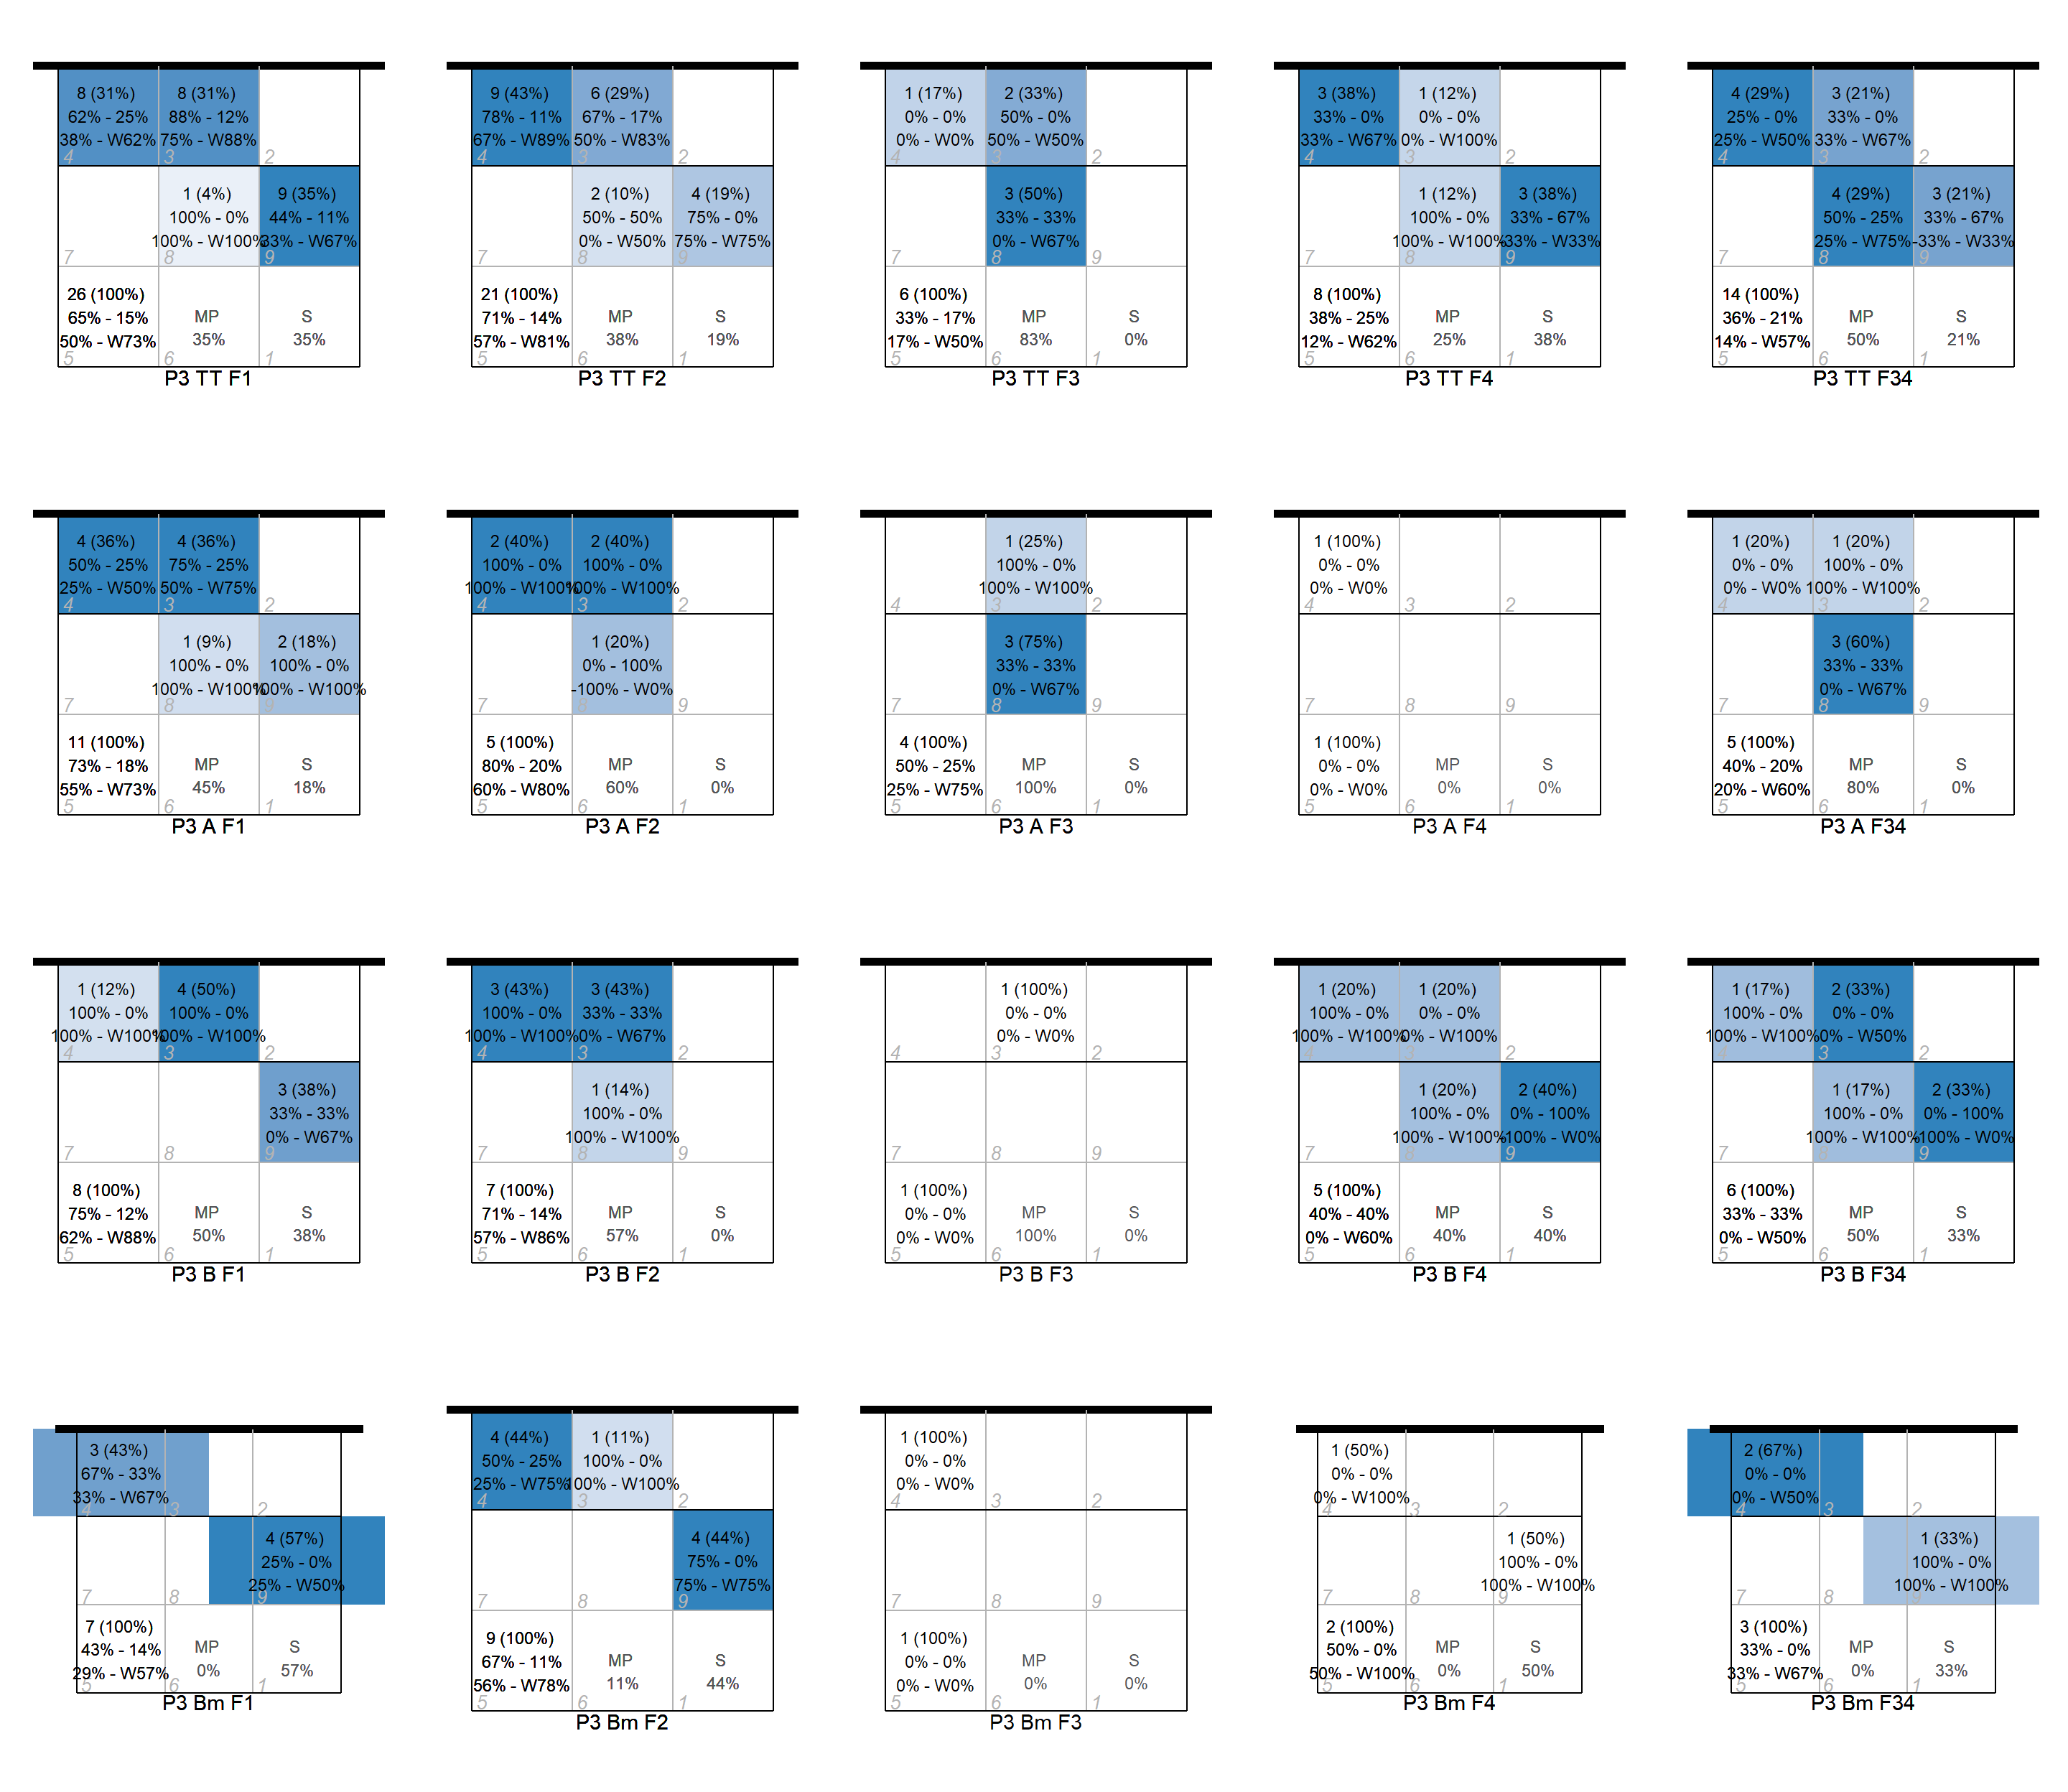 8 (31%) 8 (31%)
62% - 25% 88% - 12%
38% - W62% 75% - W88%
4 3 2
1 (4%) 9 (35%)
100% - 0% 44% - 11%
100% - W100% 33% - W67%
7 8 9
26 (100%)
65% - 15% MP S
50% - W73% 35% 35%
5 6 1
P3 TT F1
9 (43%) 6 (29%)
78% - 11% 67% - 17%
67% - W89% 50% - W83%
4 3 2
2 (10%) 4 (19%)
50% - 50% 75% - 0%
0% - W50% 75% - W75%
7 8 9
21 (100%)
71% - 14% MP S
57% - W81% 38% 19%
5 6 1
P3 TT F2
1 (17%) 2 (33%)
0% - 0% 50% - 0%
0% - W0% 50% - W50%
4 3 2
3 (50%)
33% - 33%
0% - W67%
7 8 9
6 (100%)
33% - 17% MP S
17% - W50% 83% 0%
5 6 1
P3 TT F3
3 (38%) 1 (12%)
33% - 0% 0% - 0%
33% - W67% 0% - W100%
4 3 2
1 (12%) 3 (38%)
100% - 0% 33% - 67%
100% - W100% -33% - W33%
7 8 9
8 (100%)
38% - 25% MP S
12% - W62% 25% 38%
5 6 1
P3 TT F4
4 (29%) 3 (21%)
25% - 0% 33% - 0%
25% - W50% 33% - W67%
4 3 2
4 (29%) 3 (21%)
50% - 25% 33% - 67%
25% - W75% -33% - W33%
7 8 9
14 (100%)
36% - 21% MP S
14% - W57% 50% 21%
5 6 1
P3 TT F34
4 (36%) 4 (36%)
50% - 25% 75% - 25%
25% - W50% 50% - W75%
4 3 2
1 (9%) 2 (18%)
100% - 0% 100% - 0%
100% - W100% 100% - W100%
7 8 9
11 (100%)
73% - 18% MP S
55% - W73% 45% 18%
5 6 1
P3 A F1
2 (40%) 2 (40%)
100% - 0% 100% - 0%
100% - W100% 100% - W100%
4 3 2
1 (20%)
0% - 100%
-100% - W0%
7 8 9
5 (100%)
80% - 20% MP S
60% - W80% 60% 0%
5 6 1
P3 A F2
1 (25%)
100% - 0%
100% - W100%
4 3 2
3 (75%)
33% - 33%
0% - W67%
7 8 9
4 (100%)
50% - 25% MP S
25% - W75% 100% 0%
5 6 1
P3 A F3
1 (100%)
0% - 0%
0% - W0%
4 3 2
7 8 9
1 (100%)
0% - 0% MP S
0% - W0% 0% 0%
5 6 1
P3 A F4
1 (20%) 1 (20%)
0% - 0% 100% - 0%
0% - W0% 100% - W100%
4 3 2
3 (60%)
33% - 33%
0% - W67%
7 8 9
5 (100%)
40% - 20% MP S
20% - W60% 80% 0%
5 6 1
P3 A F34
1 (12%) 4 (50%)
100% - 0% 100% - 0%
100% - W100% 100% - W100%
4 3 2
3 (38%)
33% - 33%
0% - W67%
7 8 9
8 (100%)
75% - 12% MP S
62% - W88% 50% 38%
5 6 1
P3 B F1
3 (43%) 3 (43%)
100% - 0% 33% - 33%
100% - W100% 0% - W67%
4 3 2
1 (14%)
100% - 0%
100% - W100%
7 8 9
7 (100%)
71% - 14% MP S
57% - W86% 57% 0%
5 6 1
P3 B F2
1 (100%)
0% - 0%
0% - W0%
4 3 2
7 8 9
1 (100%)
0% - 0% MP S
0% - W0% 100% 0%
5 6 1
P3 B F3
1 (20%) 1 (20%)
100% - 0% 0% - 0%
100% - W100% 0% - W100%
4 3 2
1 (20%) 2 (40%)
100% - 0% 0% - 100%
100% - W100% -100% - W0%
7 8 9
5 (100%)
40% - 40% MP S
0% - W60% 40% 40%
5 6 1
P3 B F4
1 (17%) 2 (33%)
100% - 0% 0% - 0%
100% - W100% 0% - W50%
4 3 2
1 (17%) 2 (33%)
100% - 0% 0% - 100%
100% - W100% -100% - W0%
7 8 9
6 (100%)
33% - 33% MP S
0% - W50% 50% 33%
5 6 1
P3 B F34
3 (43%)
67% - 33%
33% - W67%
4 3 2
4 (57%)
25% - 0%
25% - W50%
7 8 9
7 (100%)
43% - 14% MP S
29% - W57% 0% 57%
5 6 1
P3 Bm F1
4 (44%) 1 (11%)
50% - 25% 100% - 0%
25% - W75% 100% - W100%
4 3 2
4 (44%)
75% - 0%
75% - W75%
7 8 9
9 (100%)
67% - 11% MP S
56% - W78% 11% 44%
5 6 1
P3 Bm F2
1 (100%)
0% - 0%
0% - W0%
4 3 2
7 8 9
1 (100%)
0% - 0% MP S
0% - W0% 0% 0%
5 6 1
P3 Bm F3
1 (50%)
0% - 0%
0% - W100%
4 3 2
1 (50%)
100% - 0%
100% - W100%
7 8 9
2 (100%)
50% - 0% MP S
50% - W100% 0% 50%
5 6 1
P3 Bm F4
2 (67%)
0% - 0%
0% - W50%
4 3 2
1 (33%)
100% - 0%
100% - W100%
7 8 9
3 (100%)
33% - 0% MP S
33% - W67% 0% 33%
5 6 1
P3 Bm F34